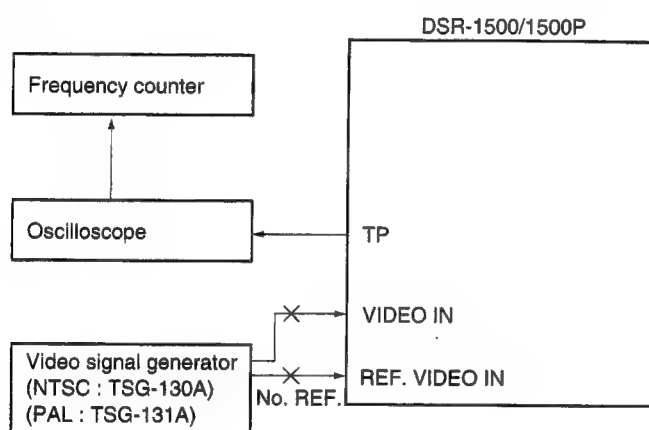 DSR-1500/1500P
Frequency counter
Oscilloscope
TP
VIDEO IN
Video signal generator
(NTSC : TSG-130A)
(PAL : TSG-131A)
No. REF.
REF. VIDEO IN